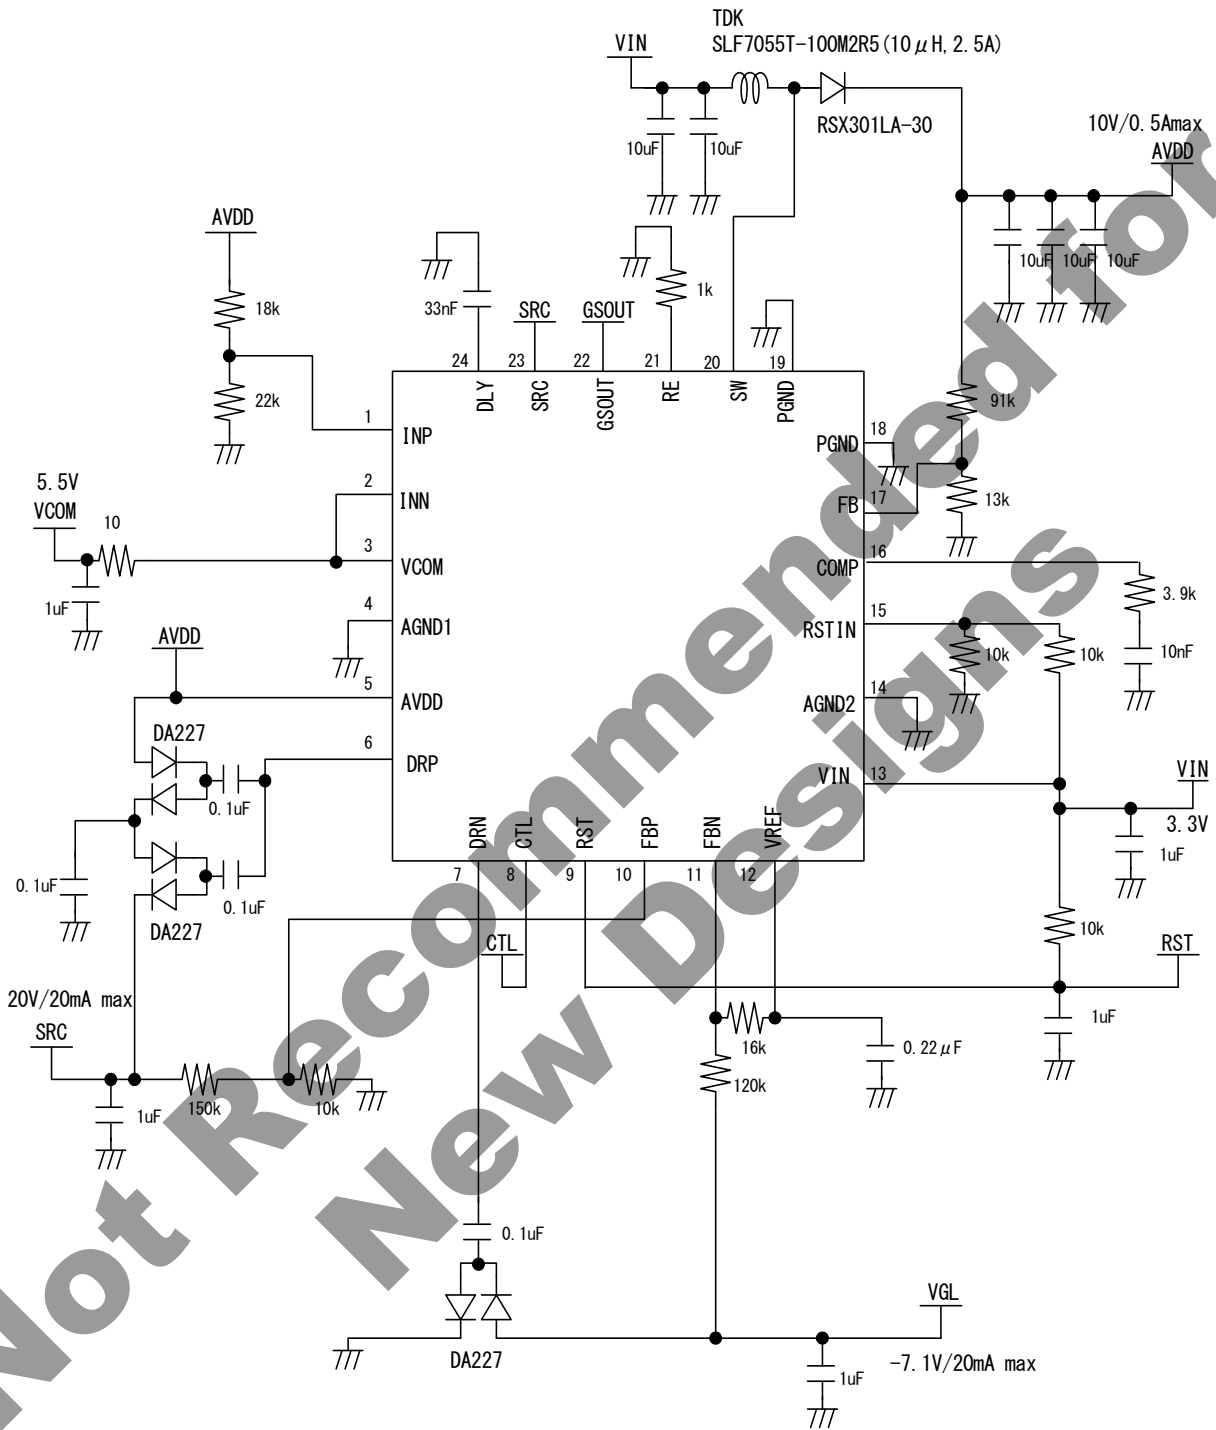 TDK
SLF7055T-100M2R5(10μH, 2.5A)
VIN
RSX301LA-30
10uF
10uF
10V/0.5Amax
AVDD
10uF
10uF
10uF
AVDD
18k
22k
33nF
SRC
GSOUT
1k
24
23
22
21
20
19
DLY
SRC
GSOUT
RE
SW
PGND
91k
13k
1
INP
2
INN
3
VCOM
4
AGND1
5
AVDD
6
DRP
18
PGND
17
FB
16
COMP
15
RSTIN
14
AGND2
13
VIN
5.5V
VCOM
10
1uF
AVDD
DA227
0.1uF
0.1uF
0.1uF
DA227
3.9k
10nF
10k
10k
VIN
3.3V
1uF
10k
RST
1uF
DRN
CTL
RST
FBP
FBN
VREF
7
8
9
10
11
12
CTL
20V/20mA max
SRC
1uF
150k
10k
16k
120k
0.22μF
0.1uF
DA227
VGL
-7.1V/20mA max
1uF
Not Recommended for
New Designs